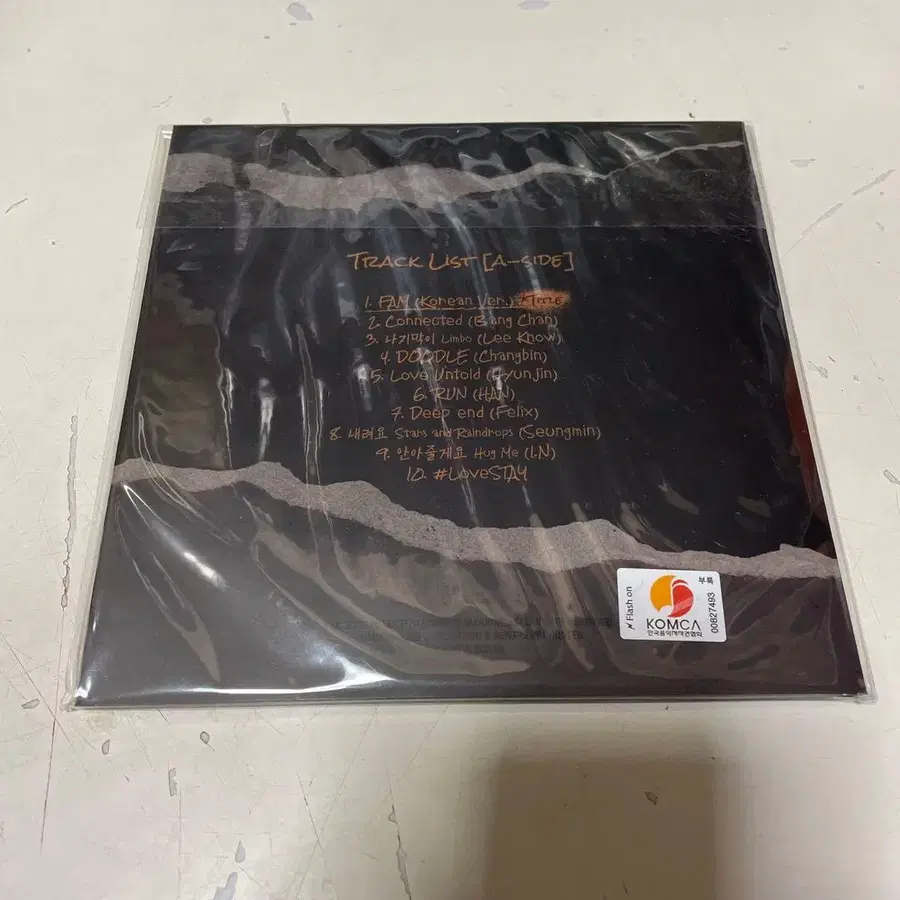 TRACK LIST [A-SIDE]
1. FAM (Korean Ver.) *TITLE
2. Connected (Bang Chan)
3. 나지막이 Limbo (Lee Know)
4. DOODLE (Changbin)
5. Love Untold (Hyunjin)
6. RUN (HAN)
7. Deep end (Felix)
8. 내려요 Stars and Raindrops (Seungmin)
9. 안아줄게요 Hug Me (I.N)
10. #LoveSTAY
Flash on
KOMCA
한국음악저작권협회
부록
00827493